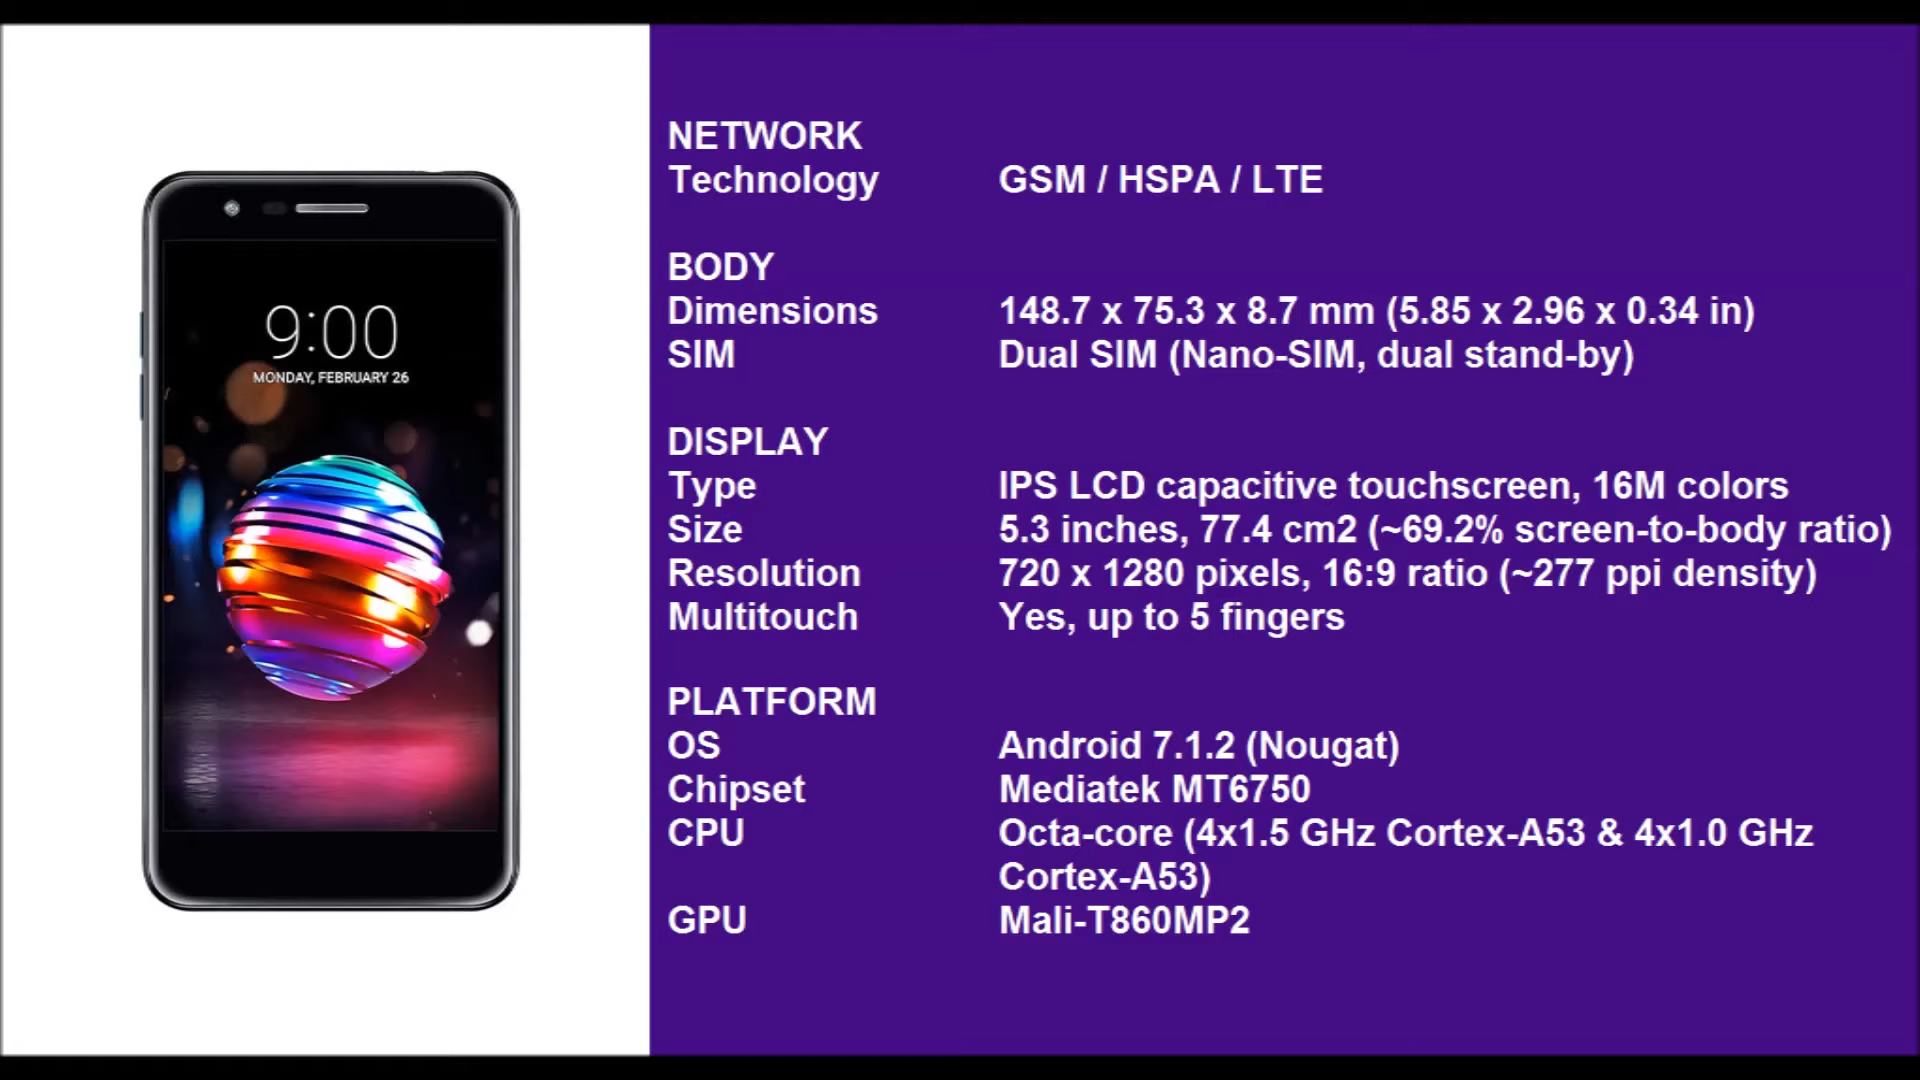 9:00
MONDAY, FEBRUARY 26
NETWORK
Technology GSM / HSPA / LTE
BODY
Dimensions 148.7 x 75.3 x 8.7 mm (5.85 x 2.96 x 0.34 in)
SIM Dual SIM (Nano-SIM, dual stand-by)
DISPLAY
Type IPS LCD capacitive touchscreen, 16M colors
Size 5.3 inches, 77.4 cm2 (~69.2% screen-to-body ratio)
Resolution 720 x 1280 pixels, 16:9 ratio (~277 ppi density)
Multitouch Yes, up to 5 fingers
PLATFORM
OS Android 7.1.2 (Nougat)
Chipset Mediatek MT6750
CPU Octa-core (4x1.5 GHz Cortex-A53 & 4x1.0 GHz
Cortex-A53)
GPU Mali-T860MP2